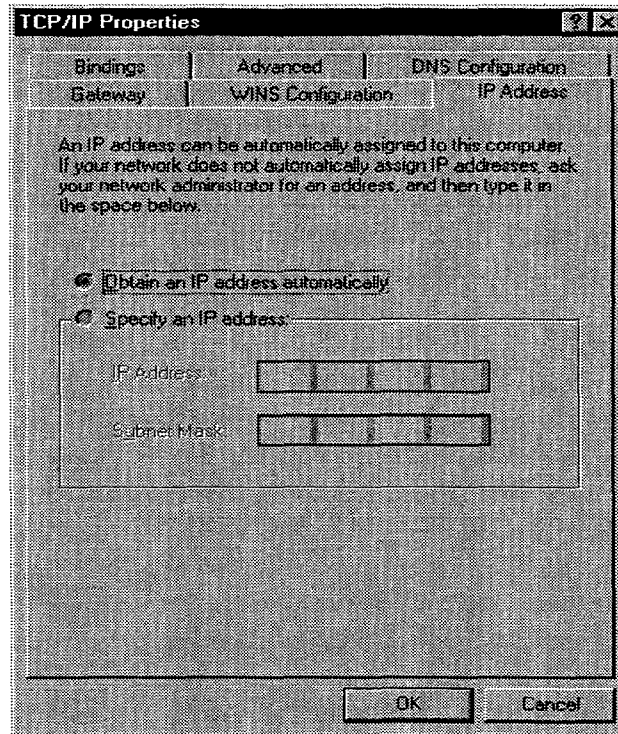 TCP/IP Properties
Bindings Advanced DNS Configuration
Gateway WINS Configuration IP Address
An IP address can be automatically assigned to this computer.
If your network does not automatically assign IP addresses, ask
your network administrator for an address, and then type it in
the space below.
Obtain an IP address automatically
Specify an IP address:
IP Address:
Subnet Mask:
OK Cancel